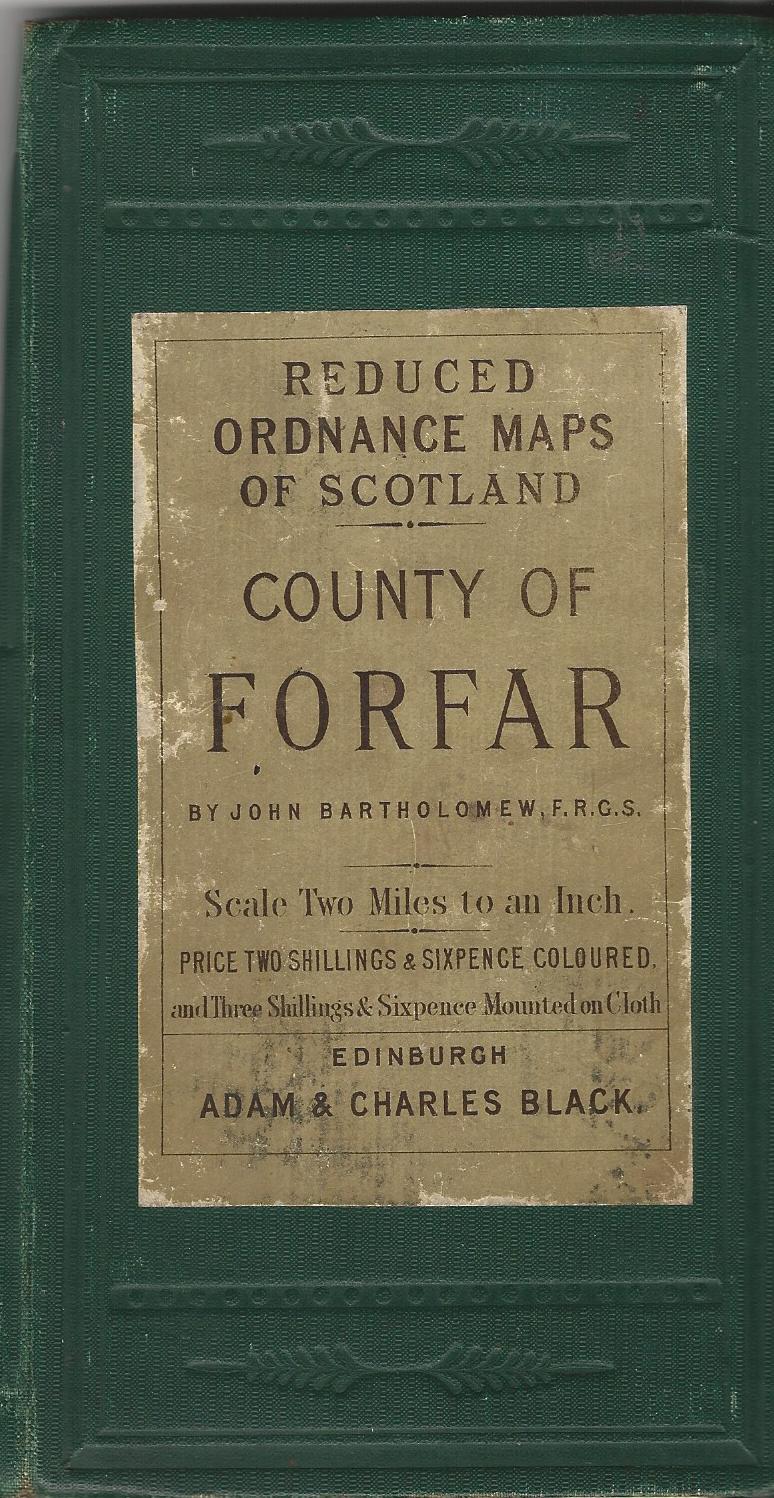 REDUCED
ORDNANCE MAPS
OF SCOTLAND
COUNTY OF
FORFAR
BY JOHN BARTHOLOMEW, F.R.G.S.
Scale Two Miles to an Inch.
PRICE TWO SHILLINGS & SIXPENCE COLOURED,
and Three Shillings & Sixpence Mounted on Cloth
EDINBURGH
ADAM & CHARLES BLACK.